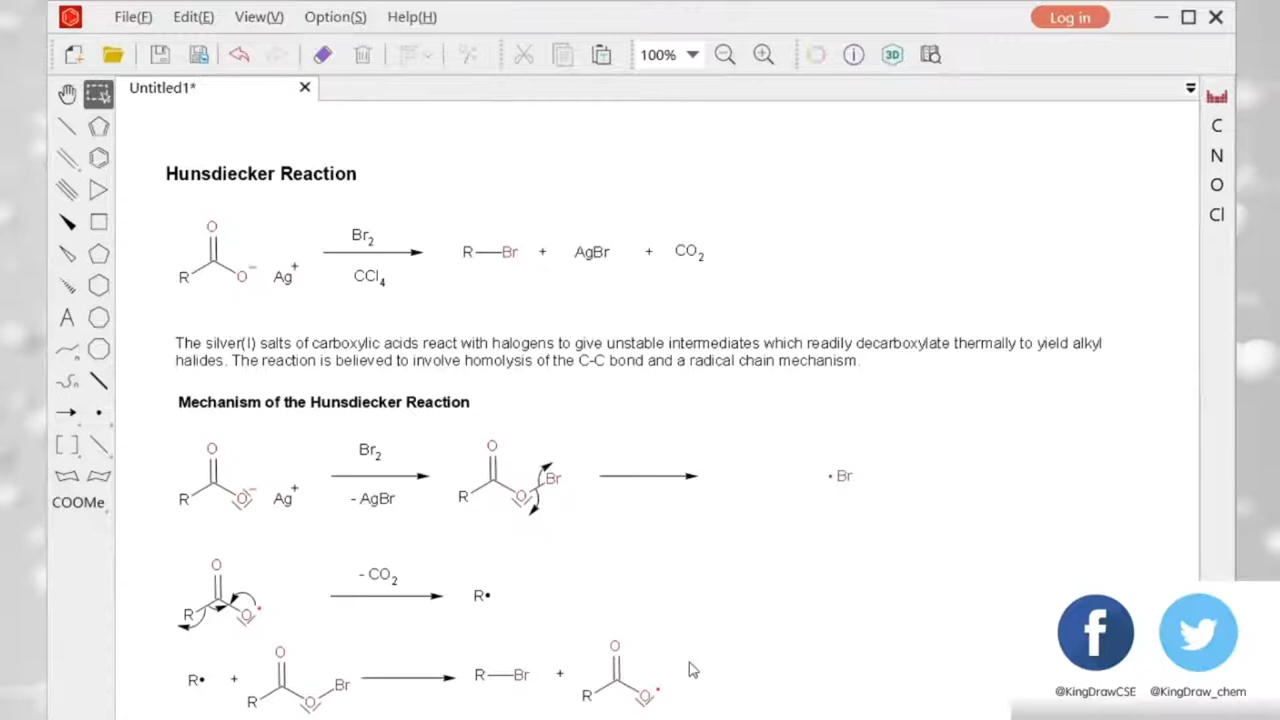 File(F) Edit(E) View(V) Option(S) Help(H) Log in
100% 3D
Untitled1*
C
N
O
Cl
A
COOMe
Hunsdiecker Reaction
O
Br2
R O− Ag+ R Br + AgBr + CO2
CCl4
The silver(I) salts of carboxylic acids react with halogens to give unstable intermediates which readily decarboxylate thermally to yield alkyl
halides. The reaction is believed to involve homolysis of the C-C bond and a radical chain mechanism.
Mechanism of the Hunsdiecker Reaction
O Br2 O
R O− Ag+ - AgBr R O Br · Br
O - CO2
R O• R•
O O
R• + R O Br R Br + R O•
@KingDrawCSE @KingDraw_chem